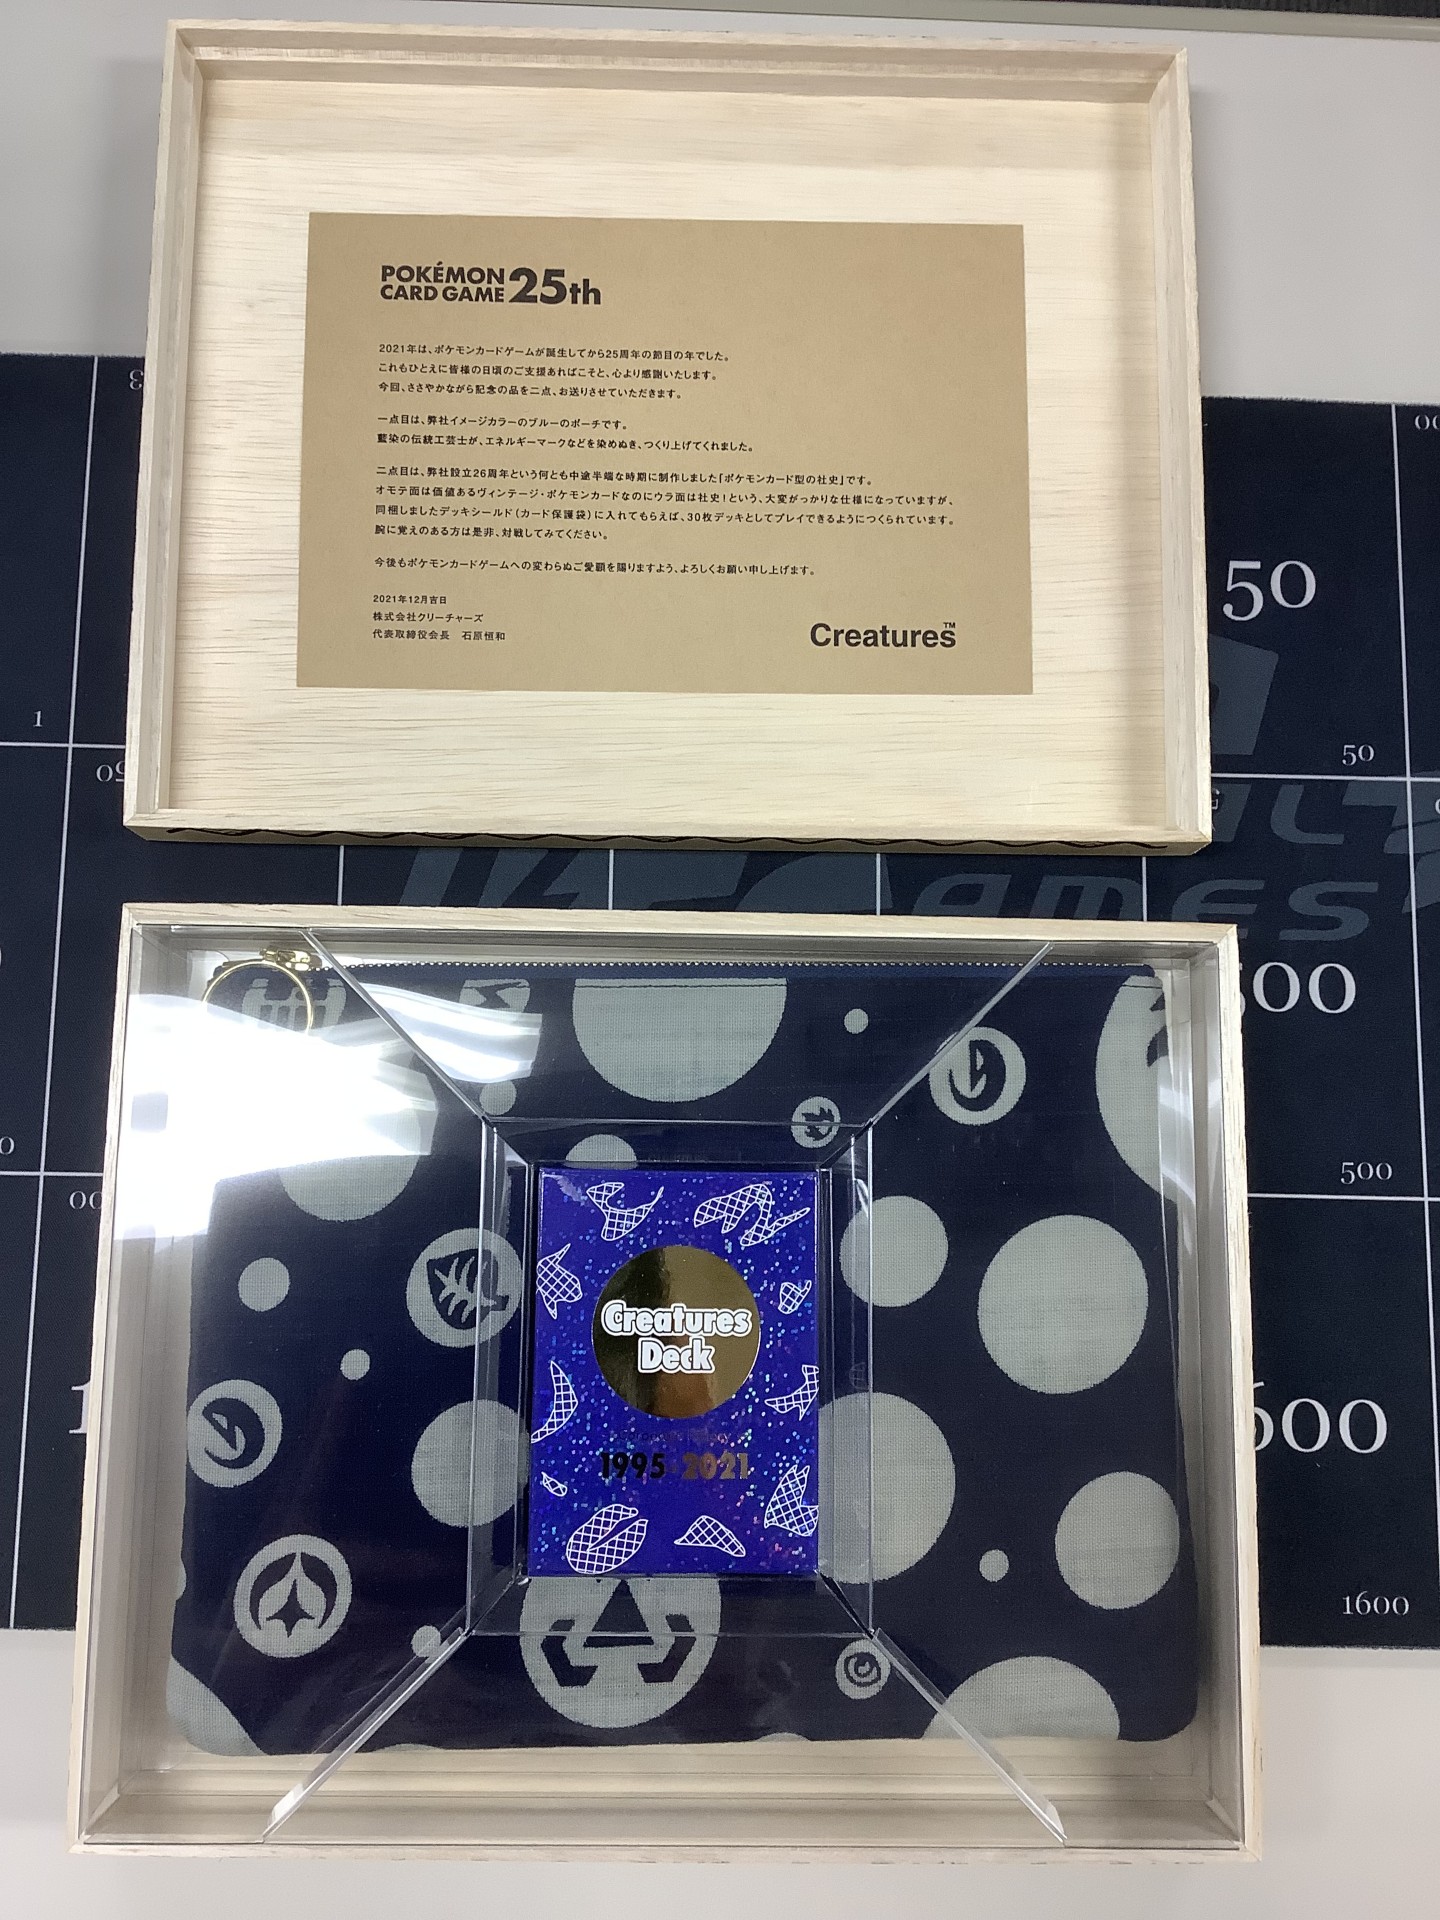 POKÉMON
CARD GAME 25th
2021年は、ポケモンカードゲームが誕生してから25周年の節目の年でした。
これもひとえに皆様の日頃のご支援あればこそと、心より感謝いたします。
今回、ささやかながら記念の品を二点、お送りさせていただきます。
一点目は、弊社イメージカラーのブルーのポーチです。
藍染の伝統工芸士が、エネルギーマークなどを染めぬき、つくり上げてくれました。
二点目は、弊社設立26周年という何とも中途半端な時期に制作しました「ポケモンカード型の社史」です。
オモテ面は価値あるヴィンテージ・ポケモンカードなのにウラ面は社史！という、大変がっかりな仕様になっていますが、
同梱しましたデッキシールド（カード保護袋）に入れてもらえば、30枚デッキとしてプレイできるようにつくられています。
腕に覚えのある方は是非、対戦してみてください。
今後もポケモンカードゲームへの変わらぬご愛顧を賜りますよう、よろしくお願い申し上げます。
2021年12月吉日
株式会社クリーチャーズ
代表取締役会長　石原恒和
Creatures™
1
50
50
AMES
500
1600
Creatures
Deck
1995-2021